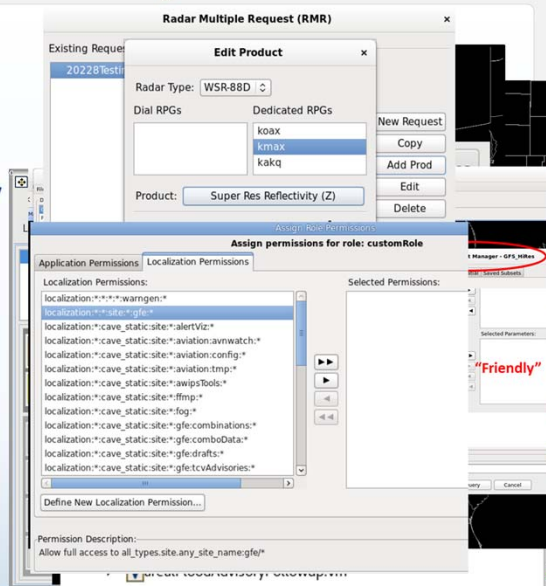 Radar Multiple Request (RMR)
Existing Reques
20228Testin
Edit Product
Radar Type: WSR-88D
Dial RPGs
Dedicated RPGs
koax
kmax
kakq
Product: Super Res Reflectivity (Z)
New Request
Copy
Add Prod
Edit
Delete
Assign Role Permissions
Assign permissions for role: customRole
Application Permissions
Localization Permissions
Localization Permissions:
localization:*:*:*:*:warngen:*
localization:*:*:site:*:gfe:*
localization:*:cave_static:site:*:alertViz:*
localization:*:cave_static:site:*:aviation:avnwatch:*
localization:*:cave_static:site:*:aviation:config:*
localization:*:cave_static:site:*:aviation:tmp:*
localization:*:cave_static:site:*:awipsTools:*
localization:*:cave_static:site:*:ffmp:*
localization:*:cave_static:site:*:fog:*
localization:*:cave_static:site:*:gfe:combinations:*
localization:*:cave_static:site:*:gfe:comboData:*
localization:*:cave_static:site:*:gfe:drafts:*
localization:*:cave_static:site:*:gfe:tcvAdvisories:*
Define New Localization Permission...
Selected Permissions:
Permission Description:
Allow full access to all_types.site.any_site_name:gfe/*
t Manager - GFS_HiRes
Saved Subsets
Selected Parameters:
"Friendly"
uery
Cancel